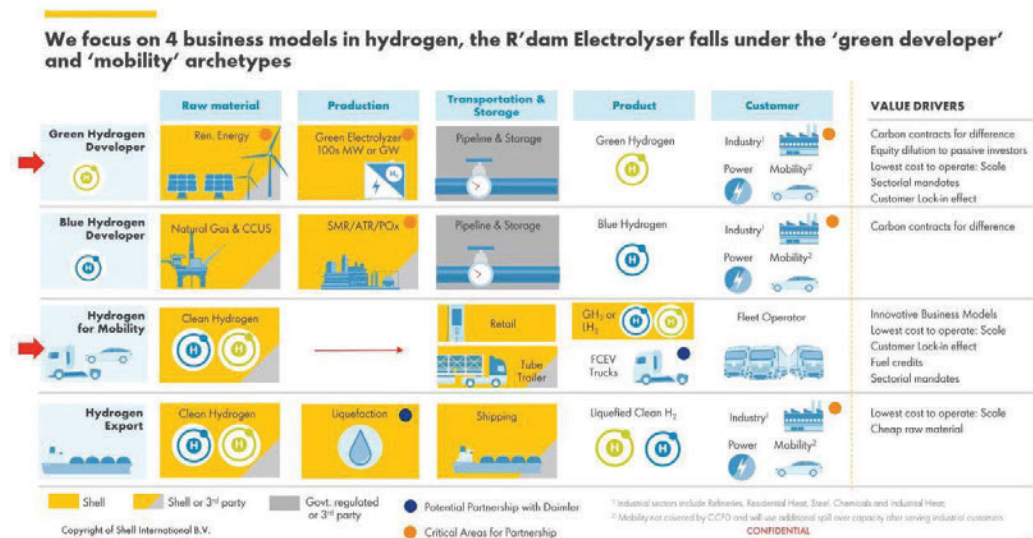 We focus on 4 business models in hydrogen, the R'dam Electrolyser falls under the 'green developer'
and 'mobility' archetypes
Raw material
Production
Transportation &
Storage
Product
Customer
VALUE DRIVERS
Green Hydrogen
Developer
H
Ren. Energy
Green Electrolyzer
100s MW or GW
H₂
Pipeline & Storage
Green Hydrogen
H
Industry¹
Power
Mobility²
Carbon contracts for difference
Equity dilution to passive investors
Lowest cost to operate: Scale
Sectorial mandates
Customer Lock-in effect
Blue Hydrogen
Developer
H
Natural Gas & CCUS
SMR/ATR/POx
Pipeline & Storage
Blue Hydrogen
H
Industry¹
Power
Mobility²
Carbon contracts for difference
Hydrogen
for Mobility
Clean Hydrogen
H
H
Retail
Tube
Trailer
GH₂ or
LH₂
H
H
FCEV
Trucks
Fleet Operator
Innovative Business Models
Lowest cost to operate: Scale
Customer Lock-in effect
Fuel credits
Sectorial mandates
Hydrogen
Export
Clean Hydrogen
H
H
Liquefaction
Shipping
Liquefied Clean H₂
H
H
Industry¹
Power
Mobility²
Lowest cost to operate: Scale
Cheap raw material
Shell
Shell or 3rd party
Govt. regulated
or 3rd party
Potential Partnership with Daimler
Critical Areas for Partnership
¹ Industrial sectors include Refineries, Residential Heat, Steel, Chemicals and Industrial Heat;
² Mobility not covered by CCFD and will use additional spill over capacity after serving industrial customers
Copyright of Shell International B.V.
CONFIDENTIAL